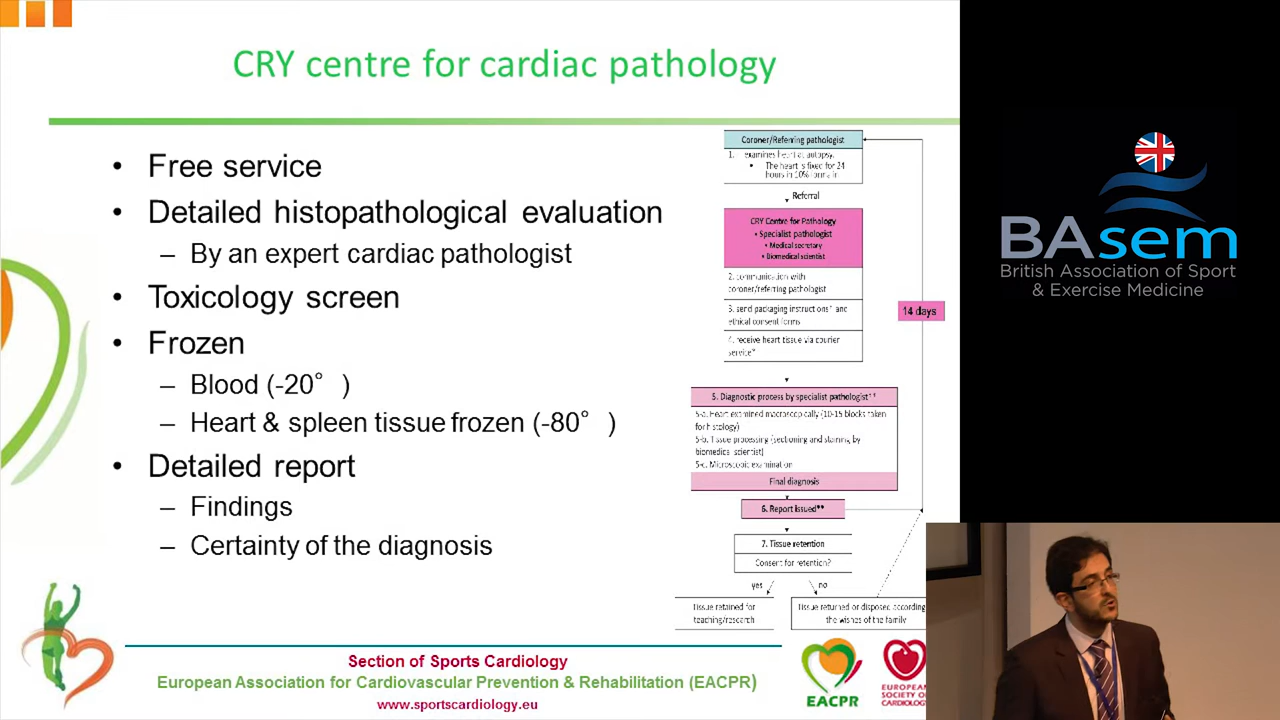 CRY centre for cardiac pathology
• Free service
• Detailed histopathological evaluation
– By an expert cardiac pathologist
• Toxicology screen
• Frozen
– Blood (-20° )
– Heart & spleen tissue frozen (-80° )
• Detailed report
– Findings
– Certainty of the diagnosis
Coroner/Referring pathologist
1. examines heart at autopsy.
• The heart is fixed for 24
hours in 10% formalin
Referral
CRY Centre for Pathology
• Specialist pathologist
• Medical secretary
• Biomedical scientist
2. communication with
coroner/referring pathologist
3. send packaging instructions* and
ethical consent forms
4. receive heart tissue via courier
service*
14 days
5. Diagnostic process by specialist pathologist**
5-a. Heart examined macroscopically (10-15 blocks taken
for histology)
5-b. Tissue processing (sectioning and staining by
biomedical scientist)
5-c. Microscopic examination
Final diagnosis
6. Report issued**
7. Tissue retention
Consent for retention?
yes no
Tissue retained for
teaching/research
Tissue returned or disposed according
the wishes of the family
Section of Sports Cardiology
European Association for Cardiovascular Prevention & Rehabilitation (EACPR)
www.sportscardiology.eu
EACPR
EUROPEAN
SOCIETY OF
CARDIOLOGY
BAsem
British Association of Sport
& Exercise Medicine